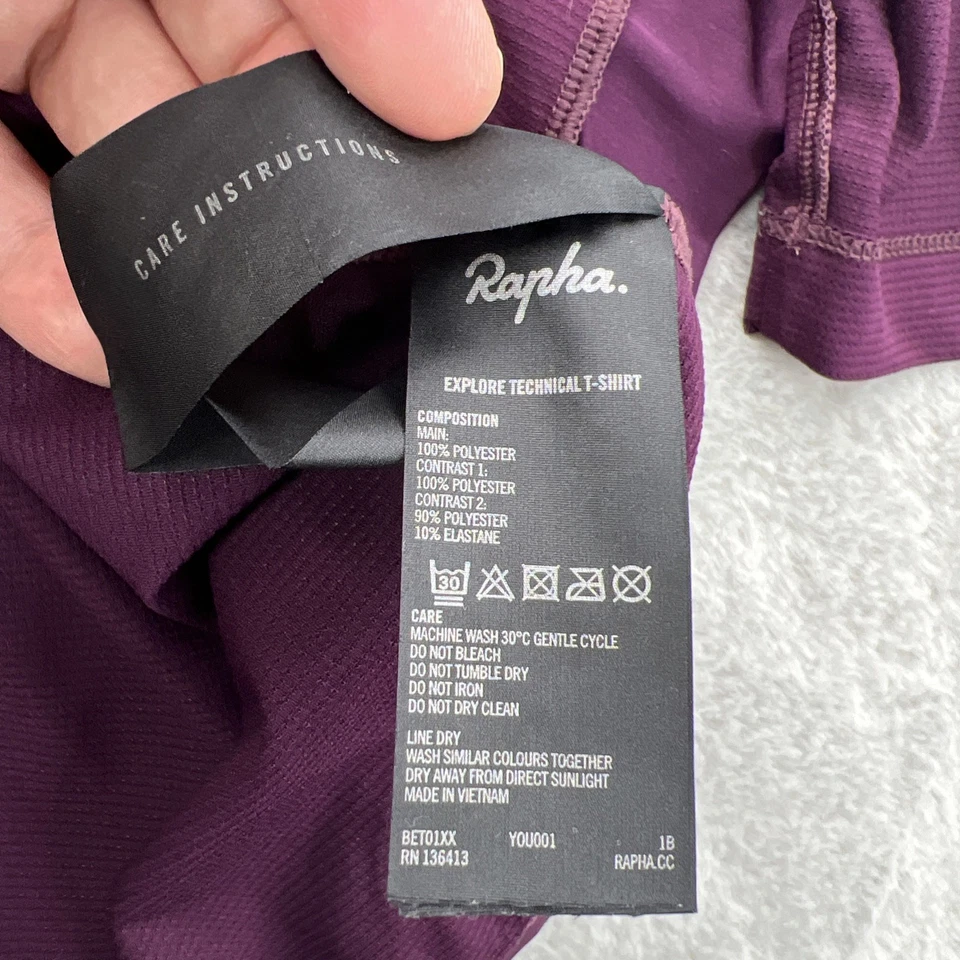 CARE INSTRUCTIONS
Rapha.
EXPLORE TECHNICAL T-SHIRT
COMPOSITION
MAIN:
100% POLYESTER
CONTRAST 1:
100% POLYESTER
CONTRAST 2:
90% POLYESTER
10% ELASTANE
30
CARE
MACHINE WASH 30°C GENTLE CYCLE
DO NOT BLEACH
DO NOT TUMBLE DRY
DO NOT IRON
DO NOT DRY CLEAN
LINE DRY
WASH SIMILAR COLOURS TOGETHER
DRY AWAY FROM DIRECT SUNLIGHT
MADE IN VIETNAM
BET01XX YOU001 1B
RN 136413 RAPHA.CC